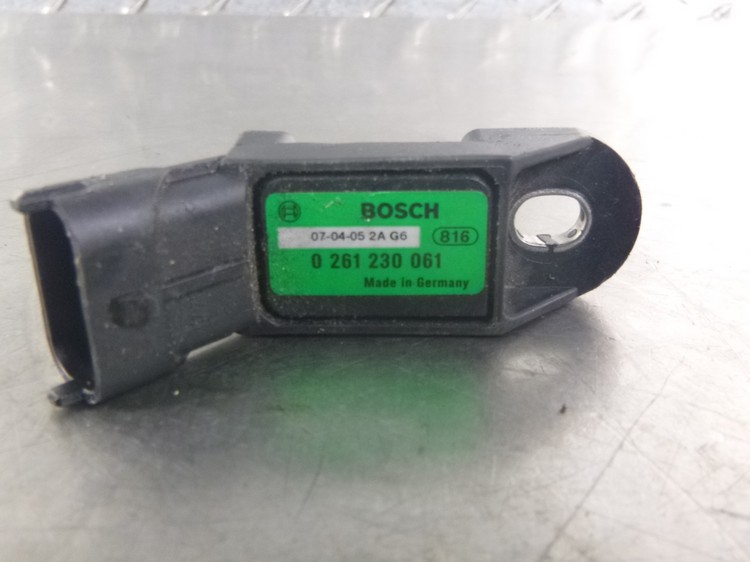 BOSCH
07-04-05 2A G6 816
0 261 230 061
Made in Germany